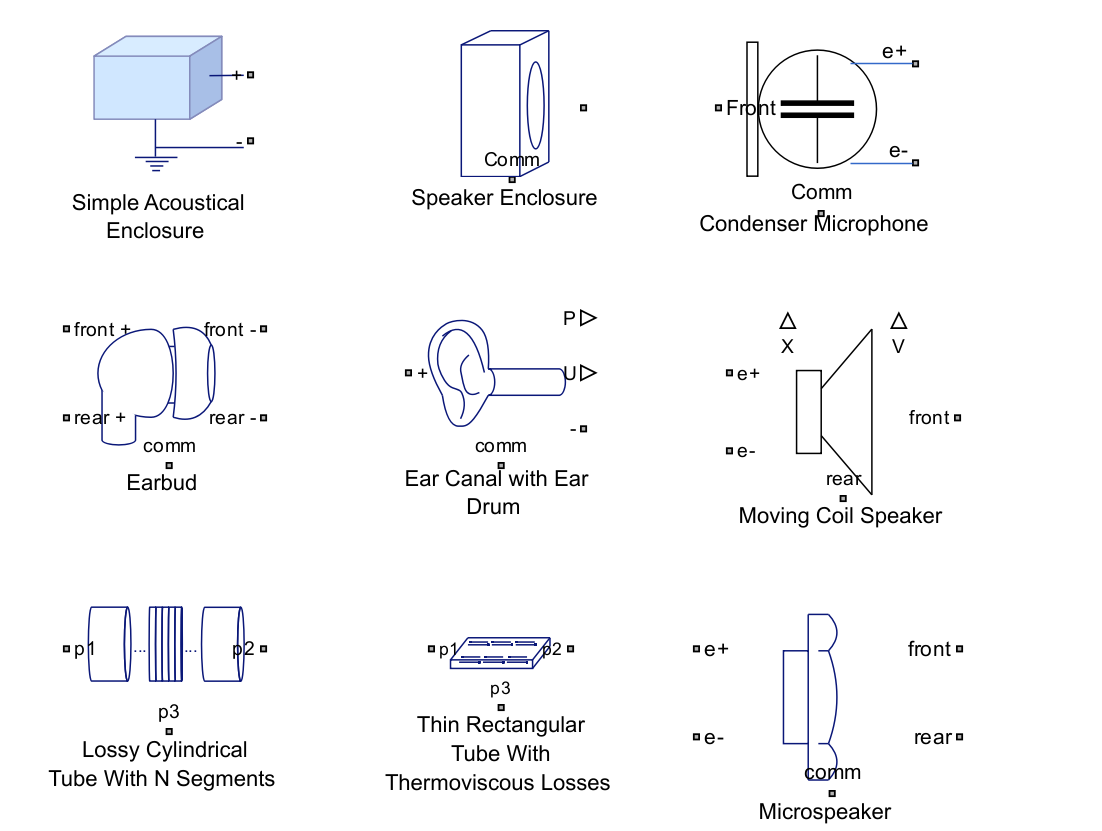 +
-
Simple Acoustical
Enclosure
Comm
Speaker Enclosure
e+
Front
e-
Comm
Condenser Microphone
front +
front -
rear +
rear -
comm
Earbud
P
+
U
-
comm
Ear Canal with Ear
Drum
X
V
e+
front
e-
rear
Moving Coil Speaker
p1
...
...
p2
p3
Lossy Cylindrical
Tube With N Segments
p1
p2
p3
Thin Rectangular
Tube With
Thermoviscous Losses
e+
front
e-
rear
comm
Microspeaker